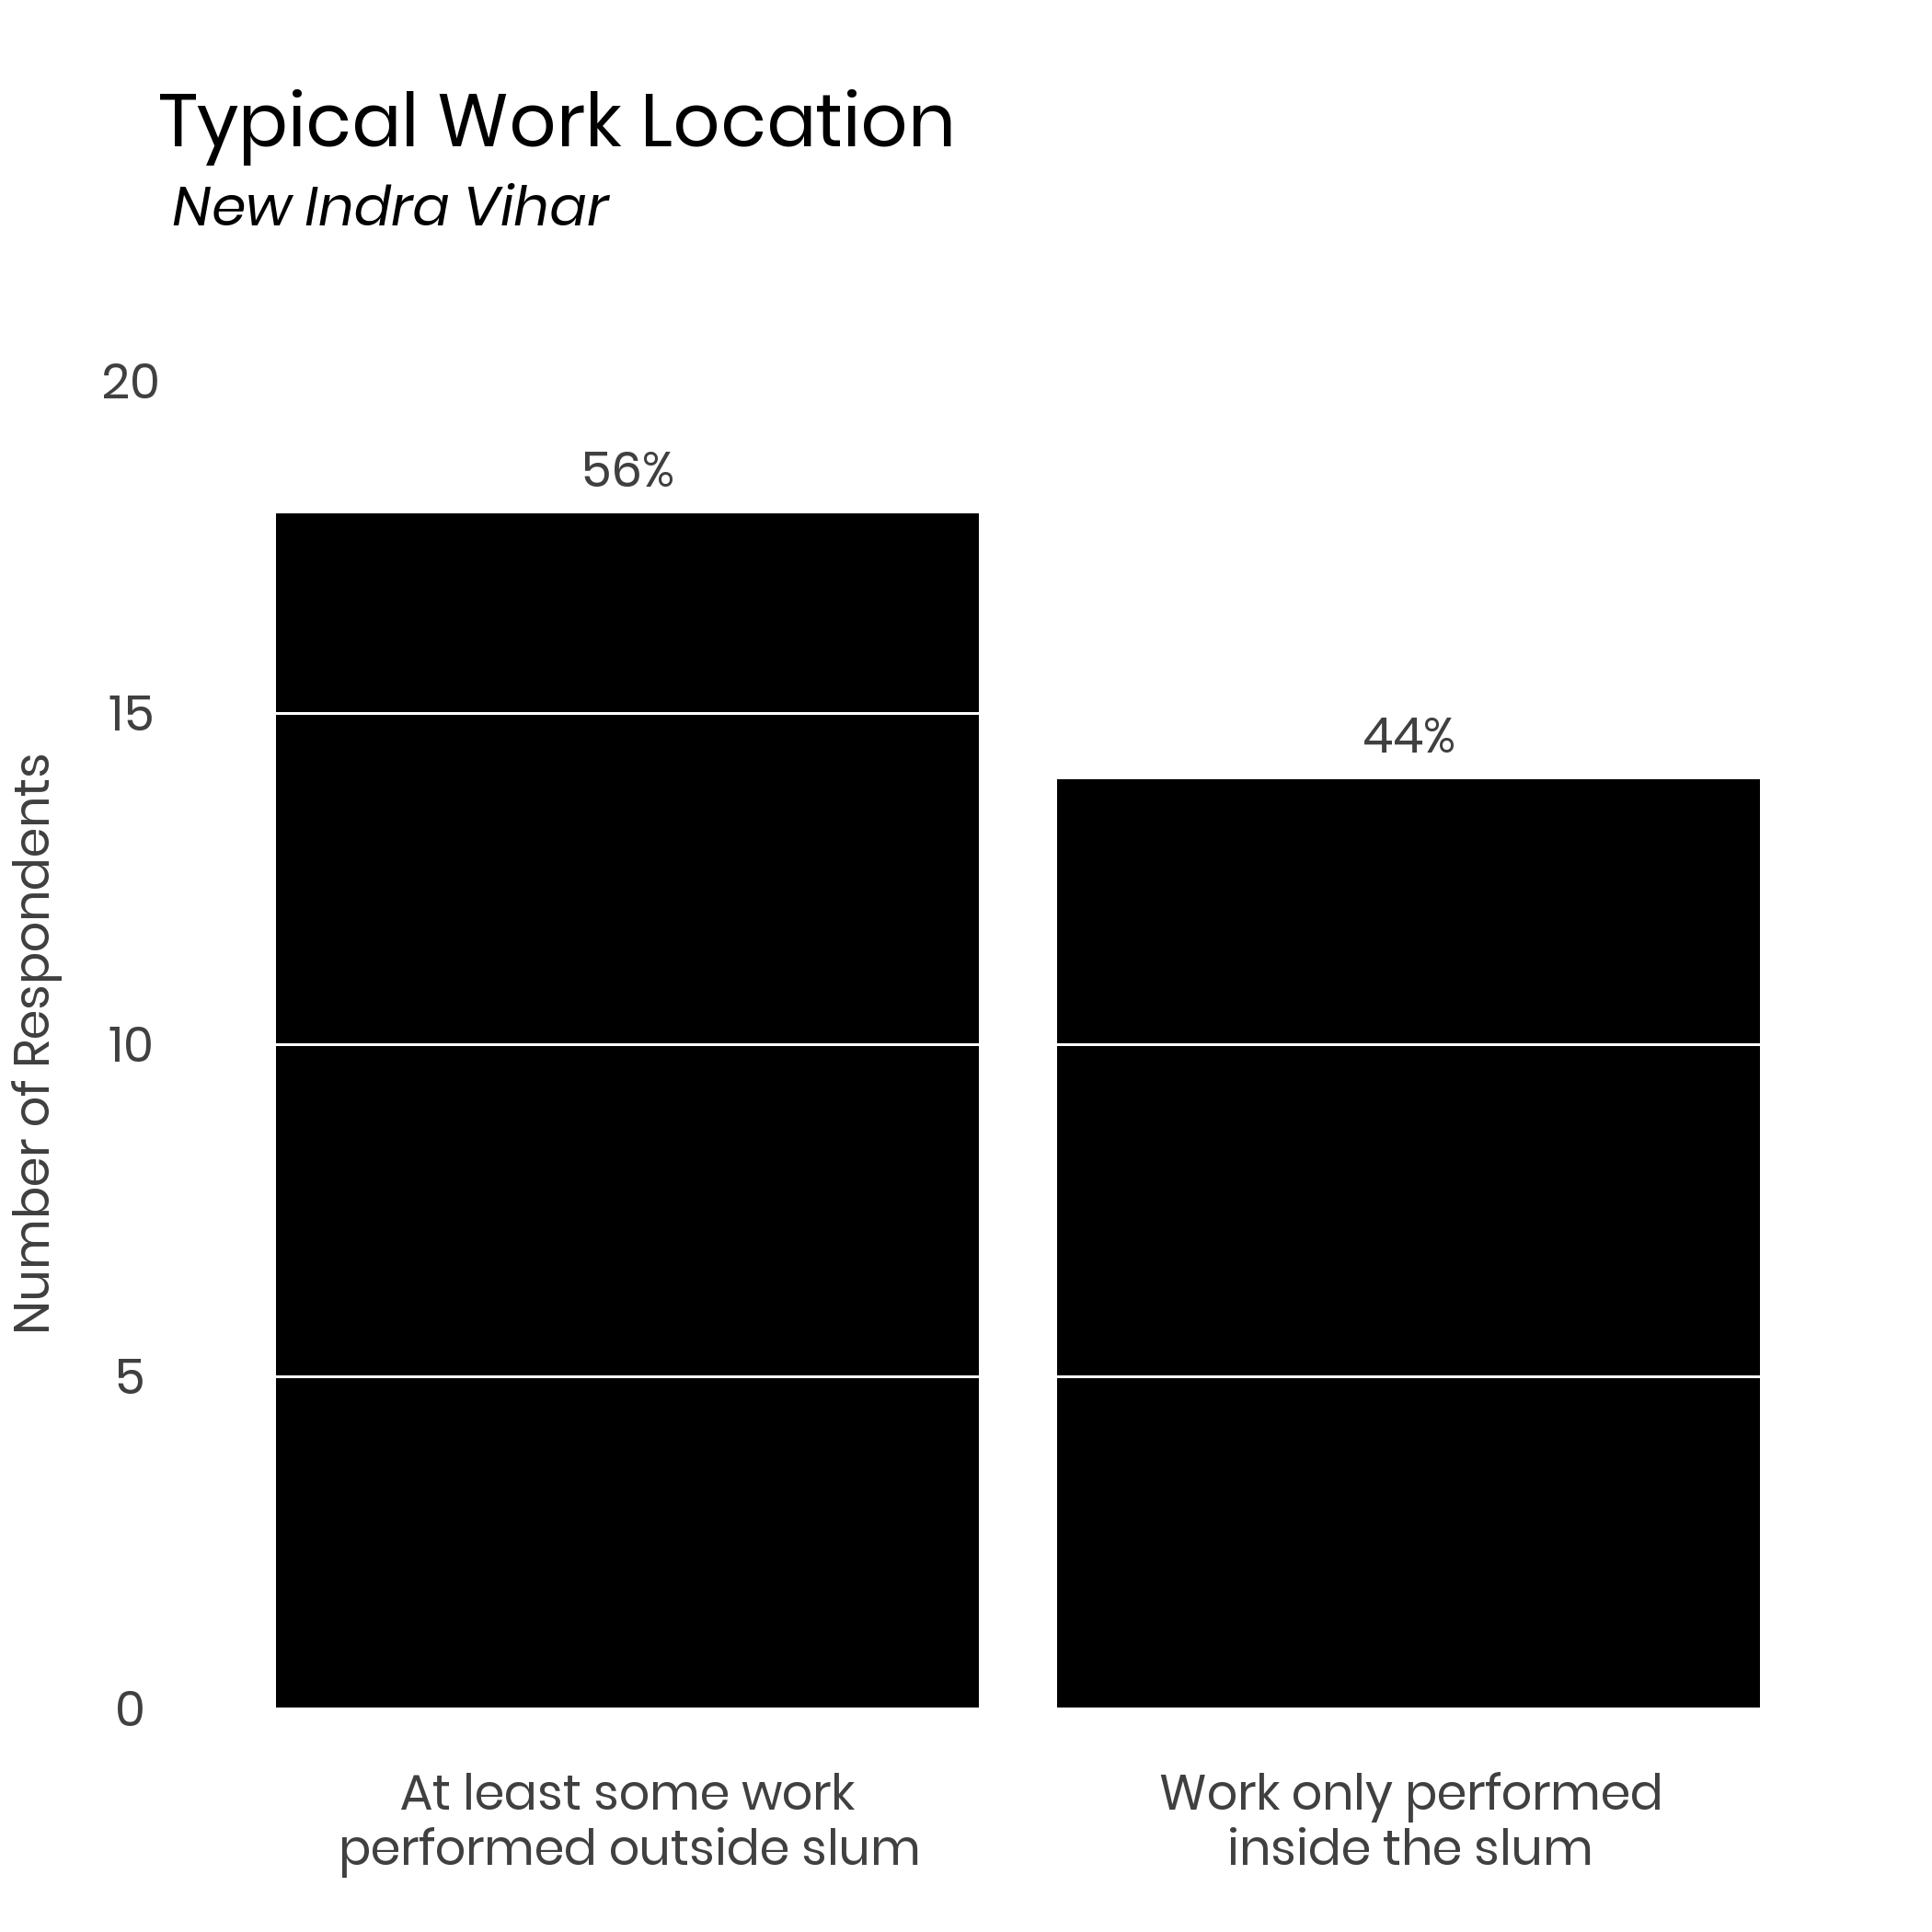 Typical Work Location
New Indra Vihar
20
56%
15
44%
10
5
0
Number of Respondents
At least some work
performed outside slum
Work only performed
inside the slum